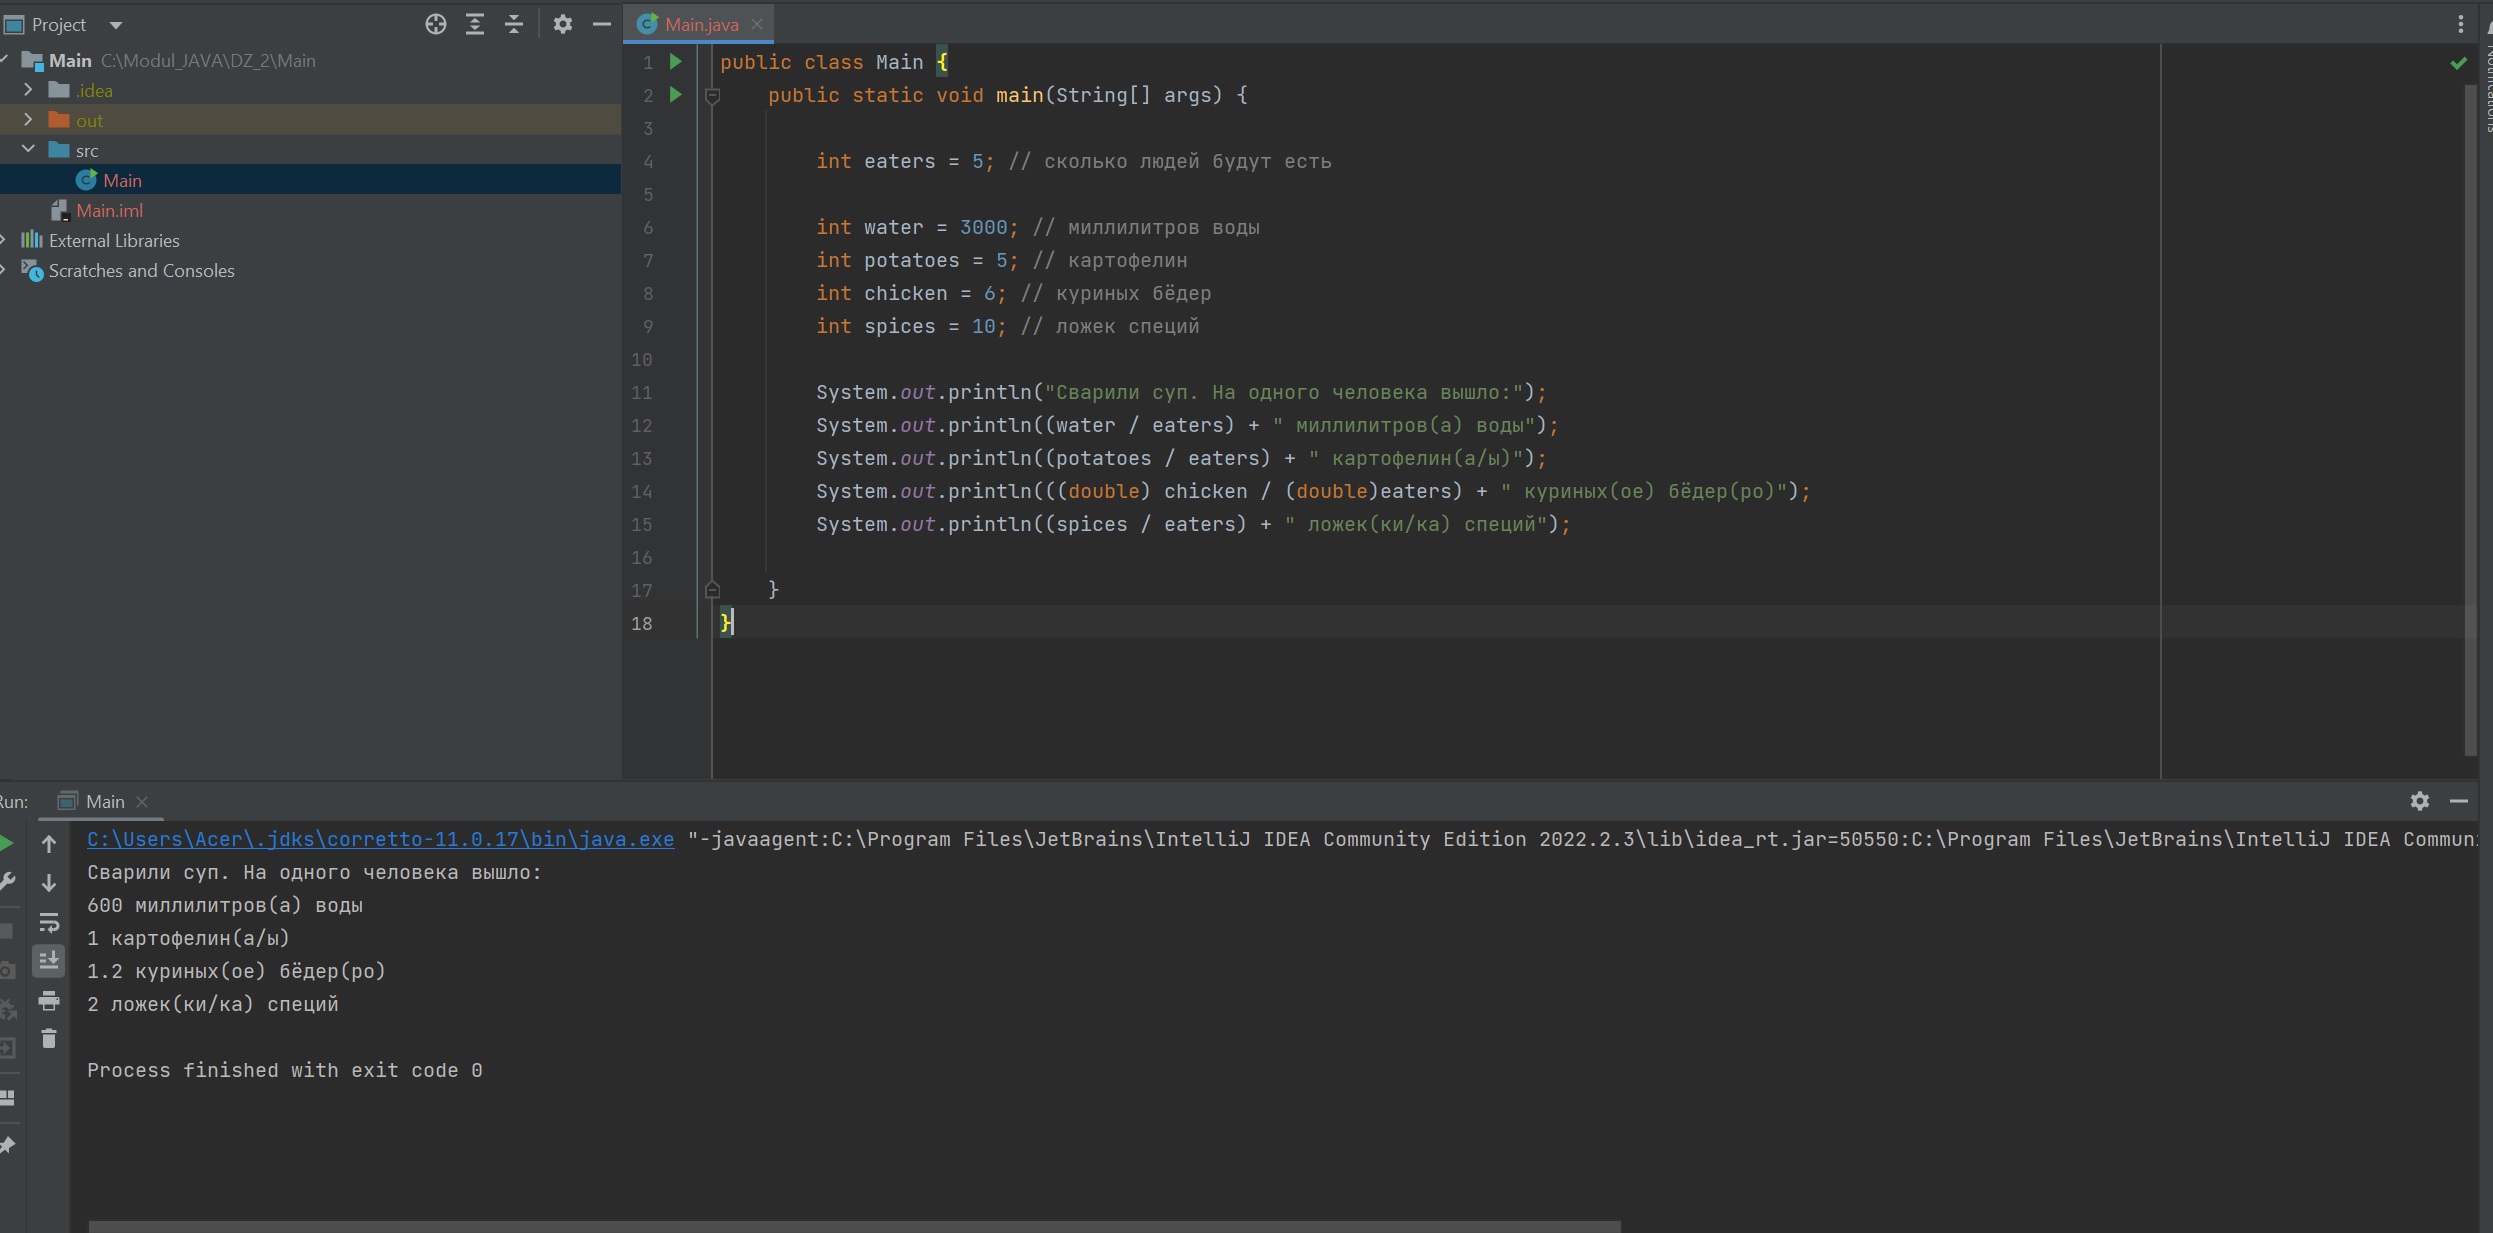 Project
Main C:\Modul_JAVA\DZ_2\Main
.idea
out
src
Main
Main.iml
External Libraries
Scratches and Consoles
Main.java
1 public class Main {
2 public static void main(String[] args) {
3
4 int eaters = 5; // сколько людей будут есть
5
6 int water = 3000; // миллилитров воды
7 int potatoes = 5; // картофелин
8 int chicken = 6; // куриных бёдер
9 int spices = 10; // ложек специй
10
11 System.out.println("Сварили суп. На одного человека вышло:");
12 System.out.println((water / eaters) + " миллилитров(а) воды");
13 System.out.println((potatoes / eaters) + " картофелин(а/ы)");
14 System.out.println(((double) chicken / (double)eaters) + " куриных(ое) бёдер(ро)");
15 System.out.println((spices / eaters) + " ложек(ки/ка) специй");
16
17 }
18 }
Notifications
Run: Main
C:\Users\Acer\.jdks\corretto-11.0.17\bin\java.exe "-javaagent:C:\Program Files\JetBrains\IntelliJ IDEA Community Edition 2022.2.3\lib\idea_rt.jar=50550:C:\Program Files\JetBrains\IntelliJ IDEA Commun
Сварили суп. На одного человека вышло:
600 миллилитров(а) воды
1 картофелин(а/ы)
1.2 куриных(ое) бёдер(ро)
2 ложек(ки/ка) специй
Process finished with exit code 0